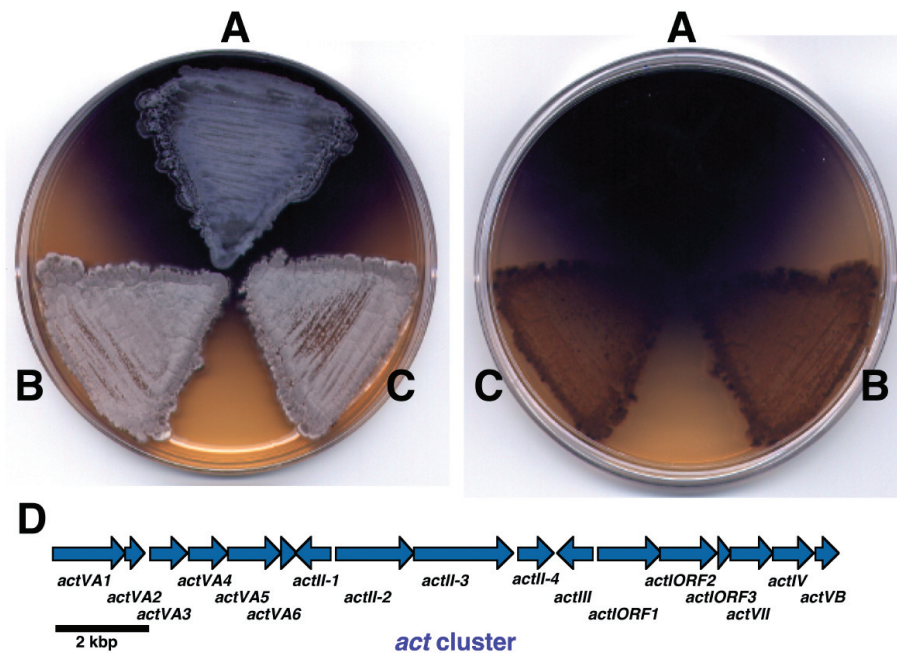 A
A
B
C
C
B
D
actVA1
actVA4
actII-1
actII-4
actIORF2
actIV
actVA2
actVA5
actII-2
actII-3
actIII
actIORF3
actVB
actVA3
actVA6
actIORF1
actVII
2 kbp
act cluster